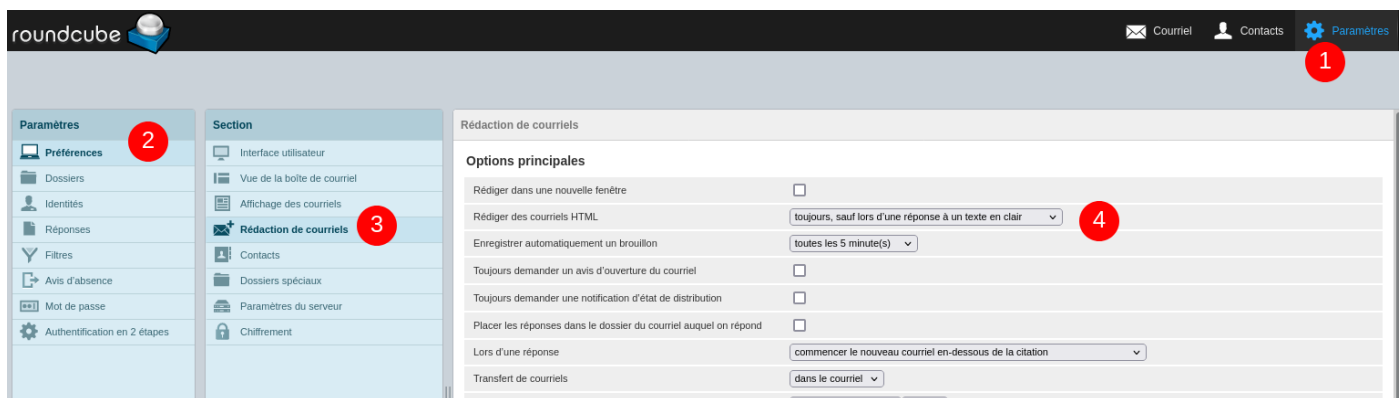 roundcube
Courriel
Contacts
Paramètres
1
Paramètres
2
Préférences
Dossiers
Identités
Réponses
Filtres
Avis d'absence
Mot de passe
Authentification en 2 étapes
Section
Interface utilisateur
Vue de la boîte de courriel
Affichage des courriels
Rédaction de courriels
3
Contacts
Dossiers spéciaux
Paramètres du serveur
Chiffrement
Rédaction de courriels
Options principales
Rédiger dans une nouvelle fenêtre
Rédiger des courriels HTML toujours, sauf lors d'une réponse à un texte en clair
4
Enregistrer automatiquement un brouillon toutes les 5 minute(s)
Toujours demander un avis d'ouverture du courriel
Toujours demander une notification d'état de distribution
Placer les réponses dans le dossier du courriel auquel on répond
Lors d'une réponse commencer le nouveau courriel en-dessous de la citation
Transfert de courriels dans le courriel